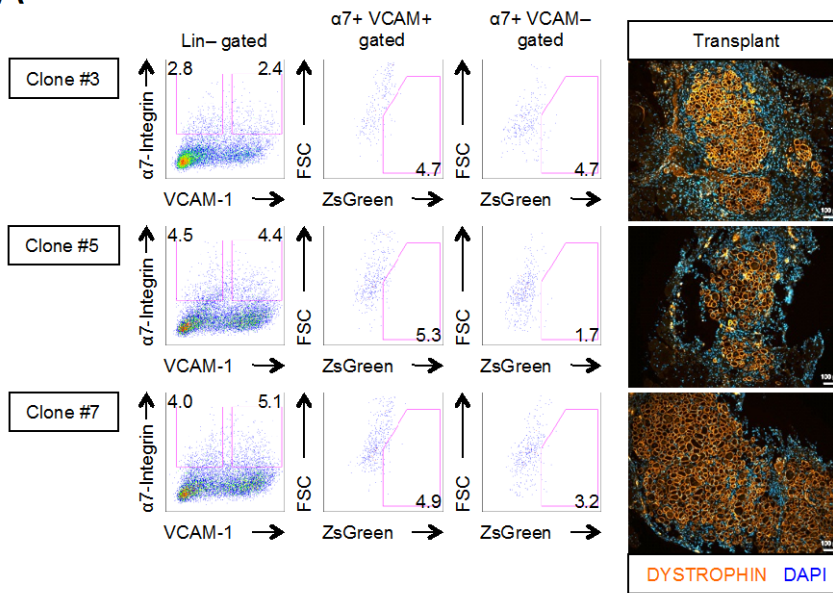 Lin– gated
α7+ VCAM+
gated
α7+ VCAM–
gated
Transplant
Clone #3
α7-Integrin
2.8
2.4
VCAM-1
FSC
4.7
ZsGreen
FSC
4.7
ZsGreen
Clone #5
α7-Integrin
4.5
4.4
VCAM-1
FSC
5.3
ZsGreen
FSC
1.7
ZsGreen
Clone #7
α7-Integrin
4.0
5.1
VCAM-1
FSC
4.9
ZsGreen
FSC
3.2
ZsGreen
DYSTROPHIN DAPI